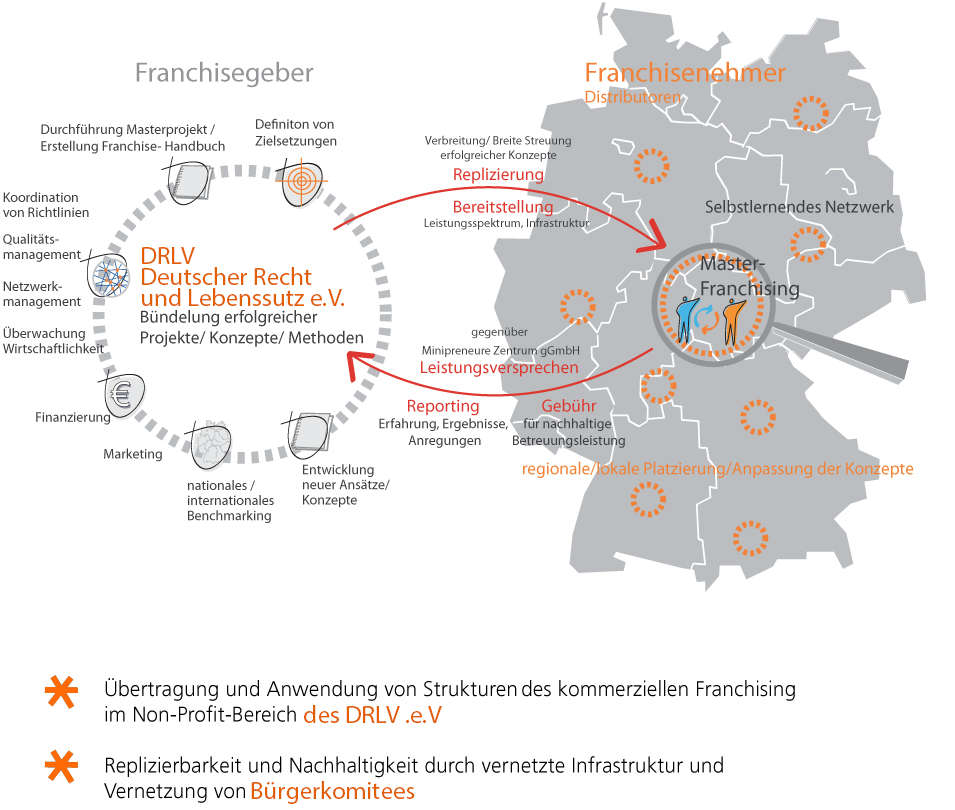 Franchisegeber
Durchführung Masterprojekt /
Erstellung Franchise- Handbuch
Definiton von
Zielsetzungen
Koordination
von Richtlinien
Qualitäts-
management
Netzwerk-
management
Überwachung
Wirtschaftlichkeit
Finanzierung
€
Marketing
nationales /
internationales
Benchmarking
Entwicklung
neuer Ansätze/
Konzepte
DRLV
Deutscher Recht
und Lebenssutz e.V.
Bündelung erfolgreicher
Projekte/ Konzepte/ Methoden
Verbreitung/ Breite Streuung
erfolgreicher Konzepte
Replizierung
Bereitstellung
Leistungsspektrum, Infrastruktur
gegenüber
Minipreneure Zentrum gGmbH
Leistungsversprechen
Reporting
Erfahrung, Ergebnisse,
Anregungen
Gebühr
für nachhaltige
Betreuungsleistung
Franchisenehmer
Distributoren
Selbstlernendes Netzwerk
Master-
Franchising
regionale/lokale Platzierung/Anpassung der Konzepte
Übertragung und Anwendung von Strukturen des kommerziellen Franchising
im Non-Profit-Bereich des DRLV .e.V
Replizierbarkeit und Nachhaltigkeit durch vernetzte Infrastruktur und
Vernetzung von Bürgerkomitees